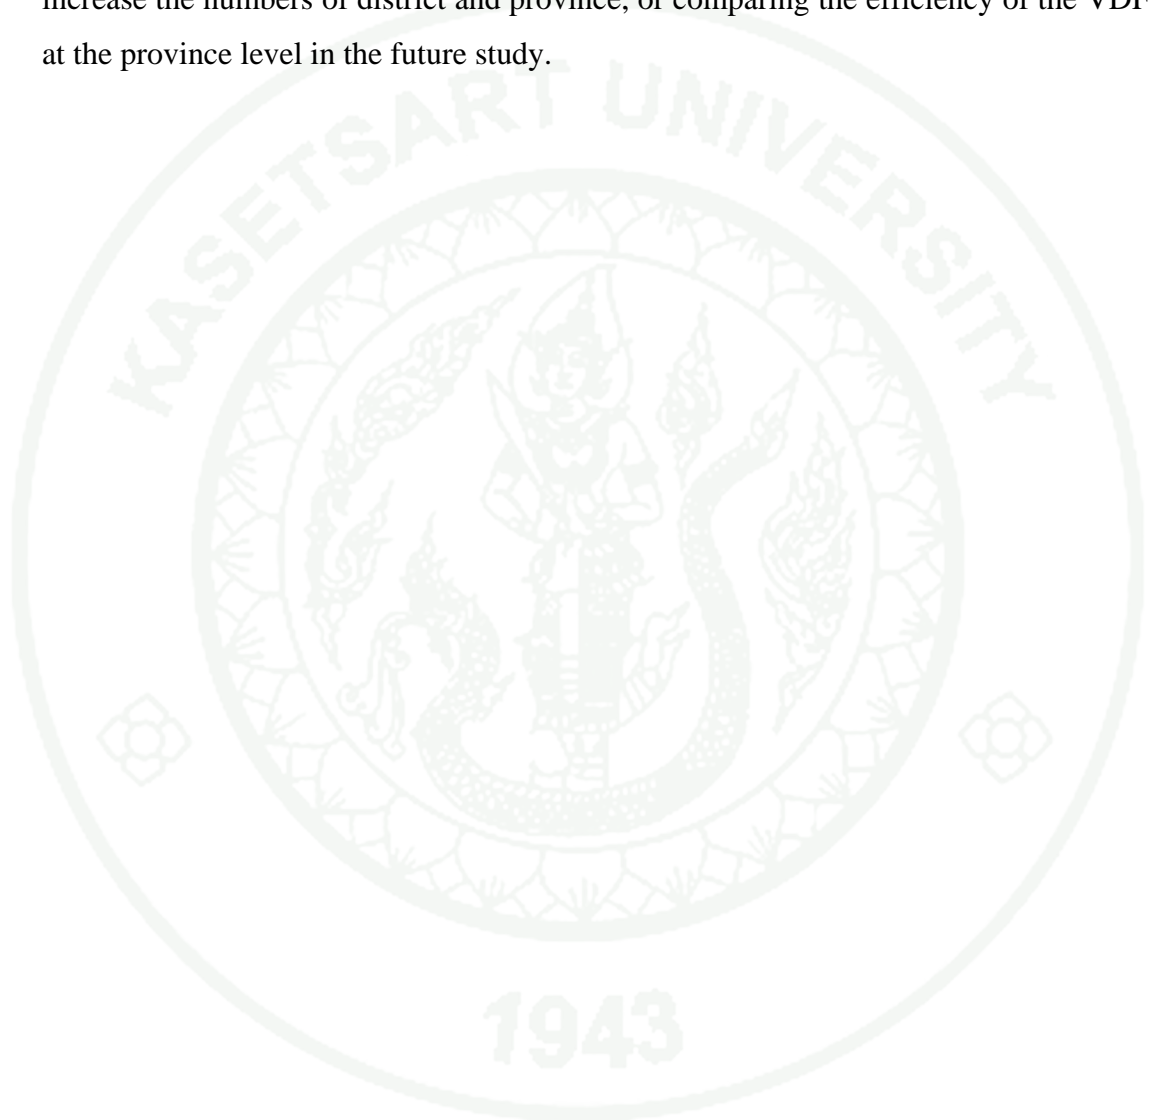 increase the numbers of district and province, or comparing the efficiency of the VDF
at the province level in the future study.
KASETSART UNIVERSITY
1943